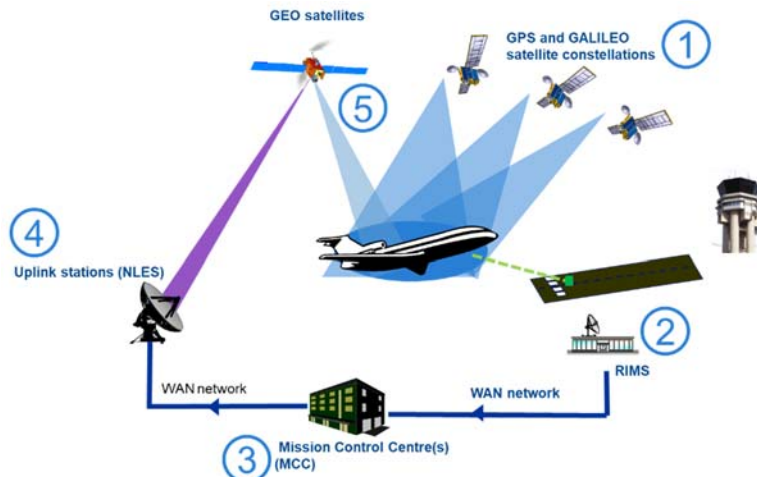 GEO satellites
GPS and GALILEO
satellite constellations
1
5
4
Uplink stations (NLES)
2
RIMS
WAN network
WAN network
3
Mission Control Centre(s)
(MCC)